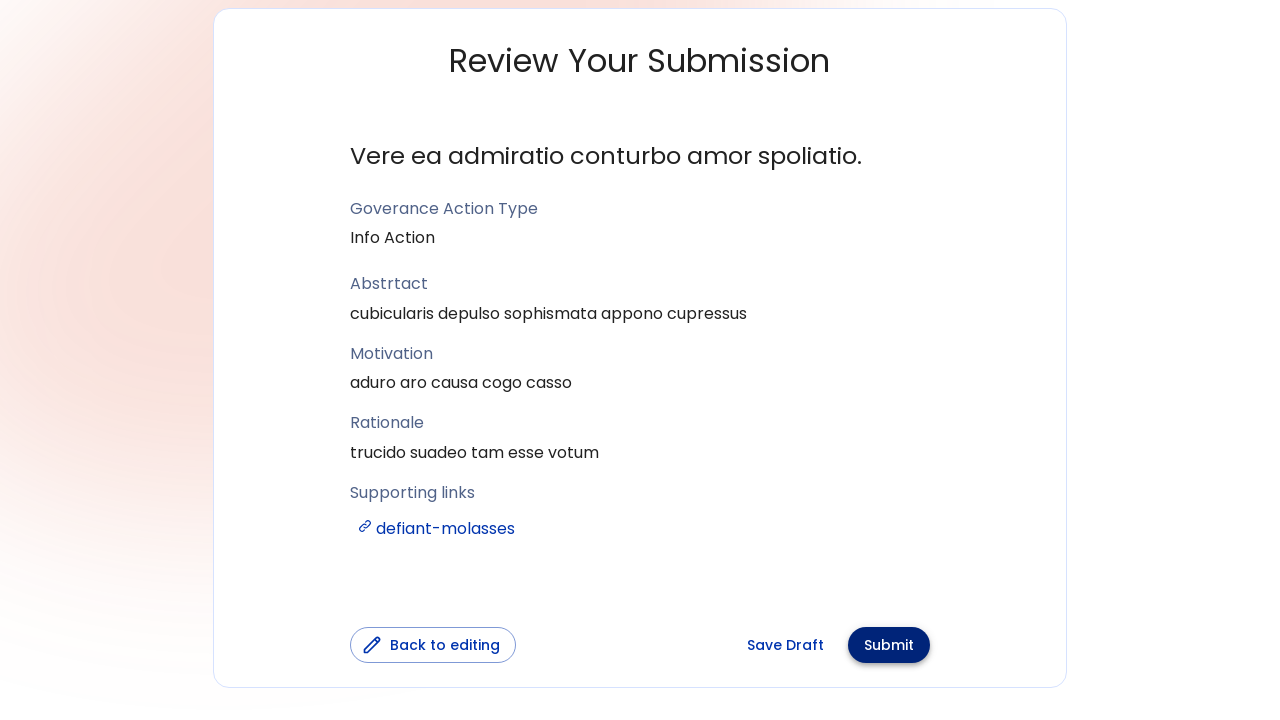 Review Your Submission
Vere ea admiratio conturbo amor spoliatio.
Goverance Action Type
Info Action
Abstrtact
cubicularis depulso sophismata appono cupressus
Motivation
aduro aro causa cogo casso
Rationale
trucido suadeo tam esse votum
Supporting links
defiant-molasses
Back to editing
Save Draft
Submit